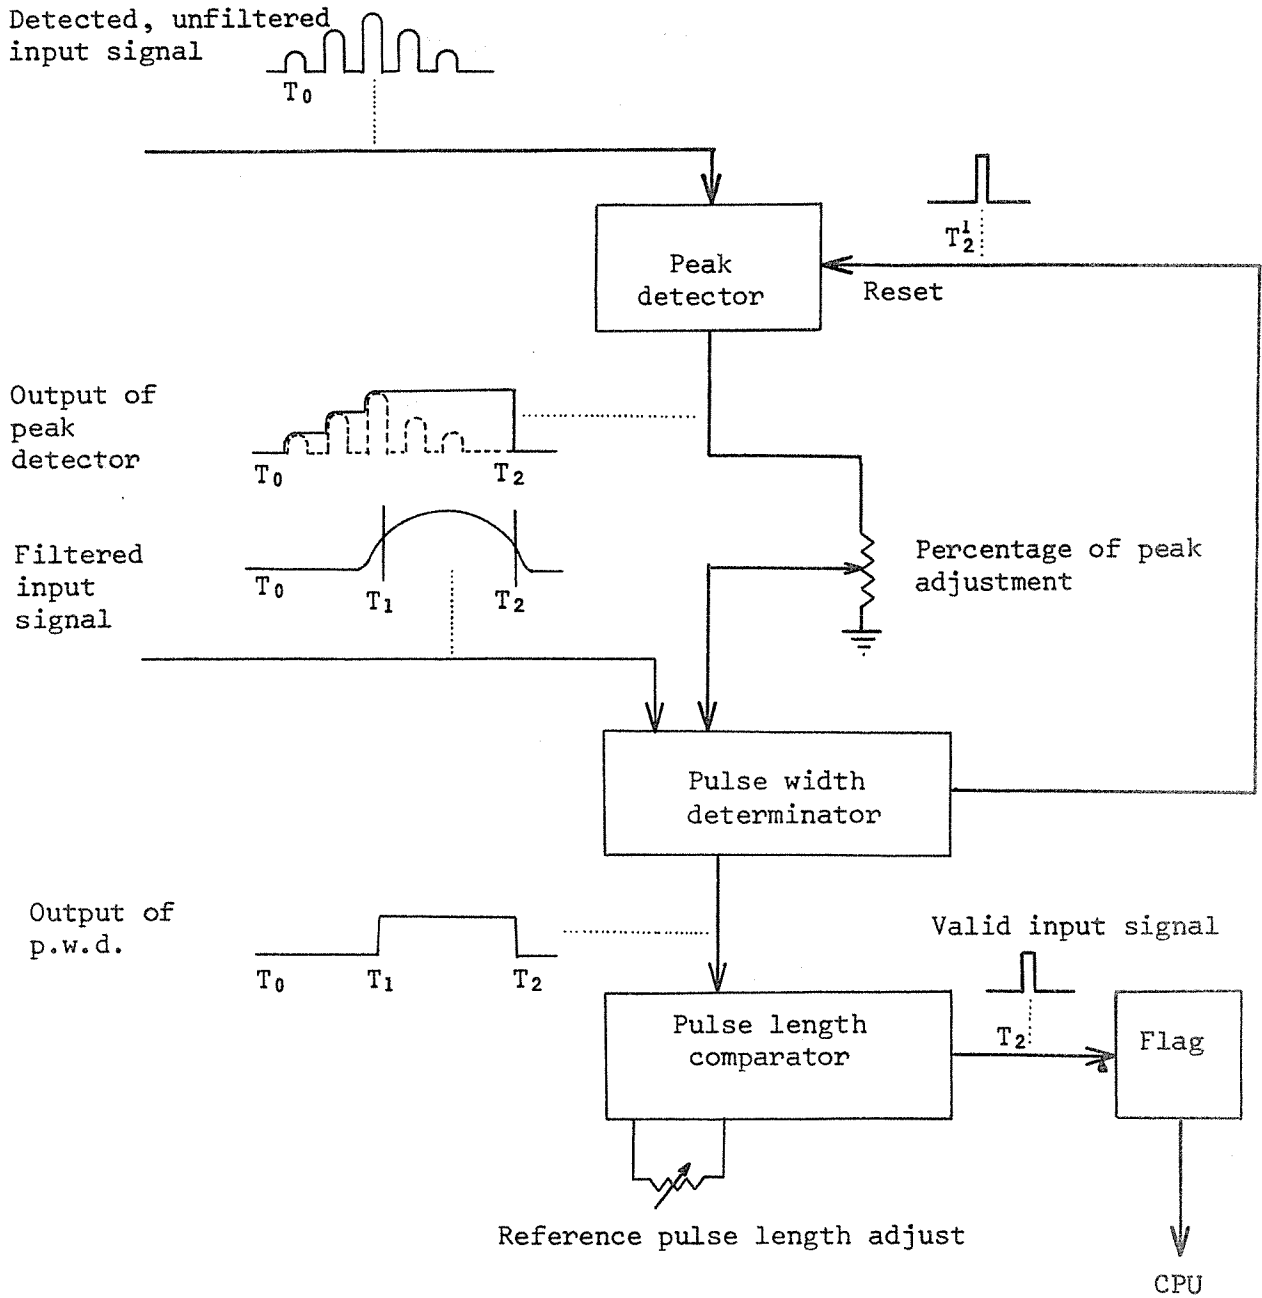 Detected, unfiltered
input signal
T0
T2¹
Peak
detector
Reset
Output of
peak
detector
T0
T2
Filtered
input
signal
T0
T1
T2
Percentage of peak
adjustment
Pulse width
determinator
Output of
p.w.d.
T0
T1
T2
Valid input signal
Pulse length
comparator
T2
Flag
Reference pulse length adjust
CPU